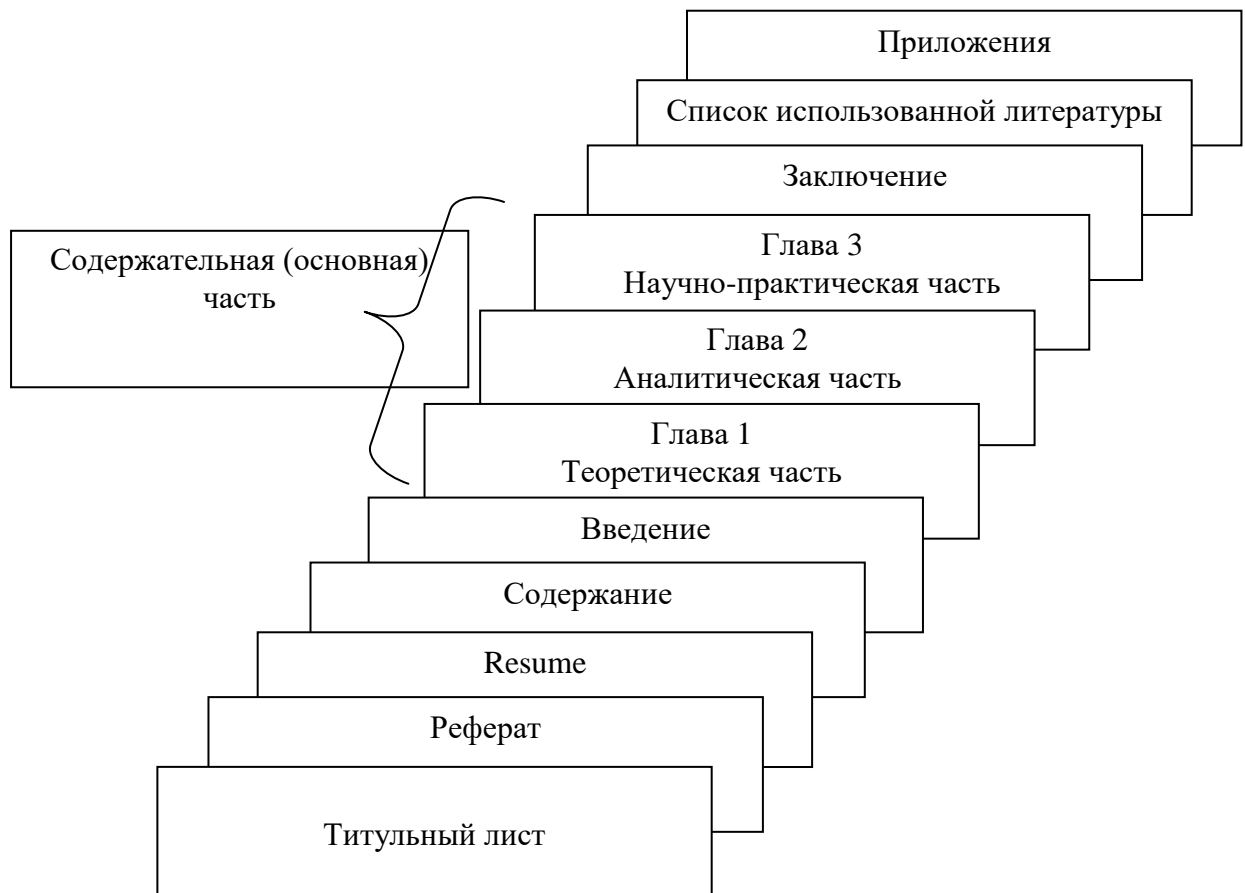 Приложения
Список использованной литературы
Заключение
Глава 3
Научно-практическая часть
Содержательная (основная)
часть
Глава 2
Аналитическая часть
Глава 1
Теоретическая часть
Введение
Содержание
Resume
Реферат
Титульный лист